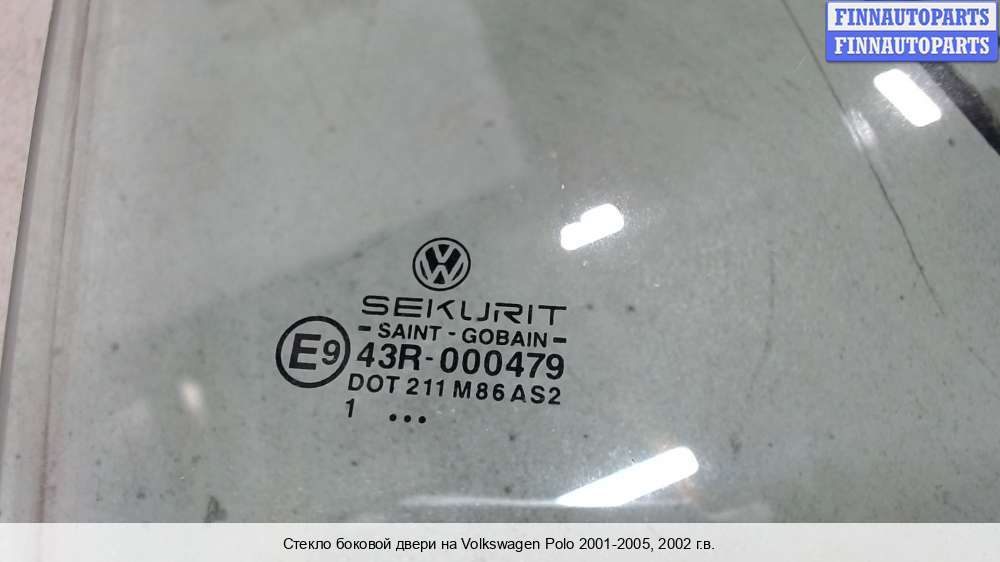 FINNAUTOPARTS
FINNAUTOPARTS
SEKURIT
- SAINT - GOBAIN -
E9 43R-000479
DOT 211 M86 AS2
1 ...
Стекло боковой двери на Volkswagen Polo 2001-2005, 2002 г.в.